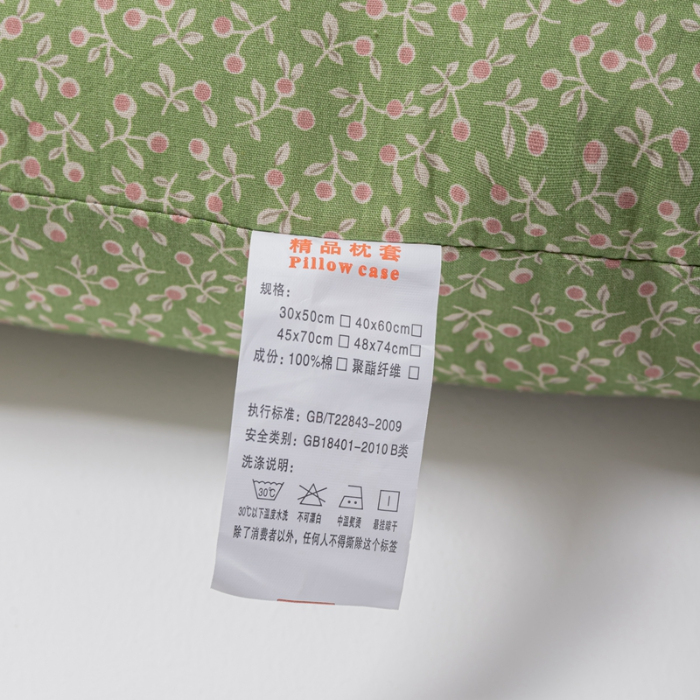 精品枕套
Pillow case
规格：
30x50cm □ 40x60cm□
45x70cm □ 48x74cm□
成份：100%棉□ 聚酯纤维 □
执行标准：GB/T22843-2009
安全类别：GB18401-2010 B类
洗涤说明：
30℃
30℃以下温度水洗 不可漂白 中温熨烫 悬挂晾干
除了消费者以外，任何人不得撕除这个标签